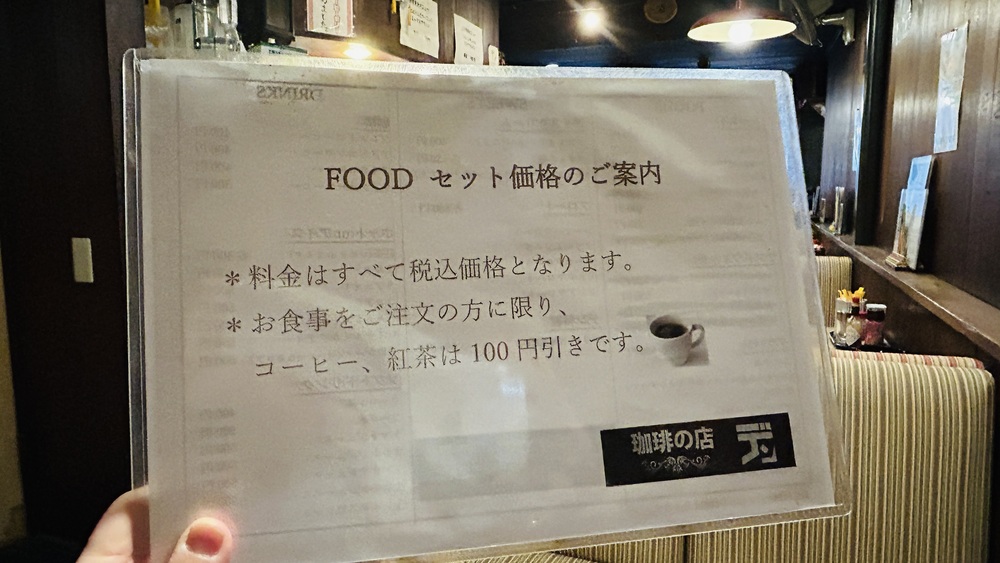 FOOD セット価格のご案内
＊料金はすべて税込価格となります。
＊お食事をご注文の方に限り、
コーヒー、紅茶は100円引きです。
珈琲の店 デン